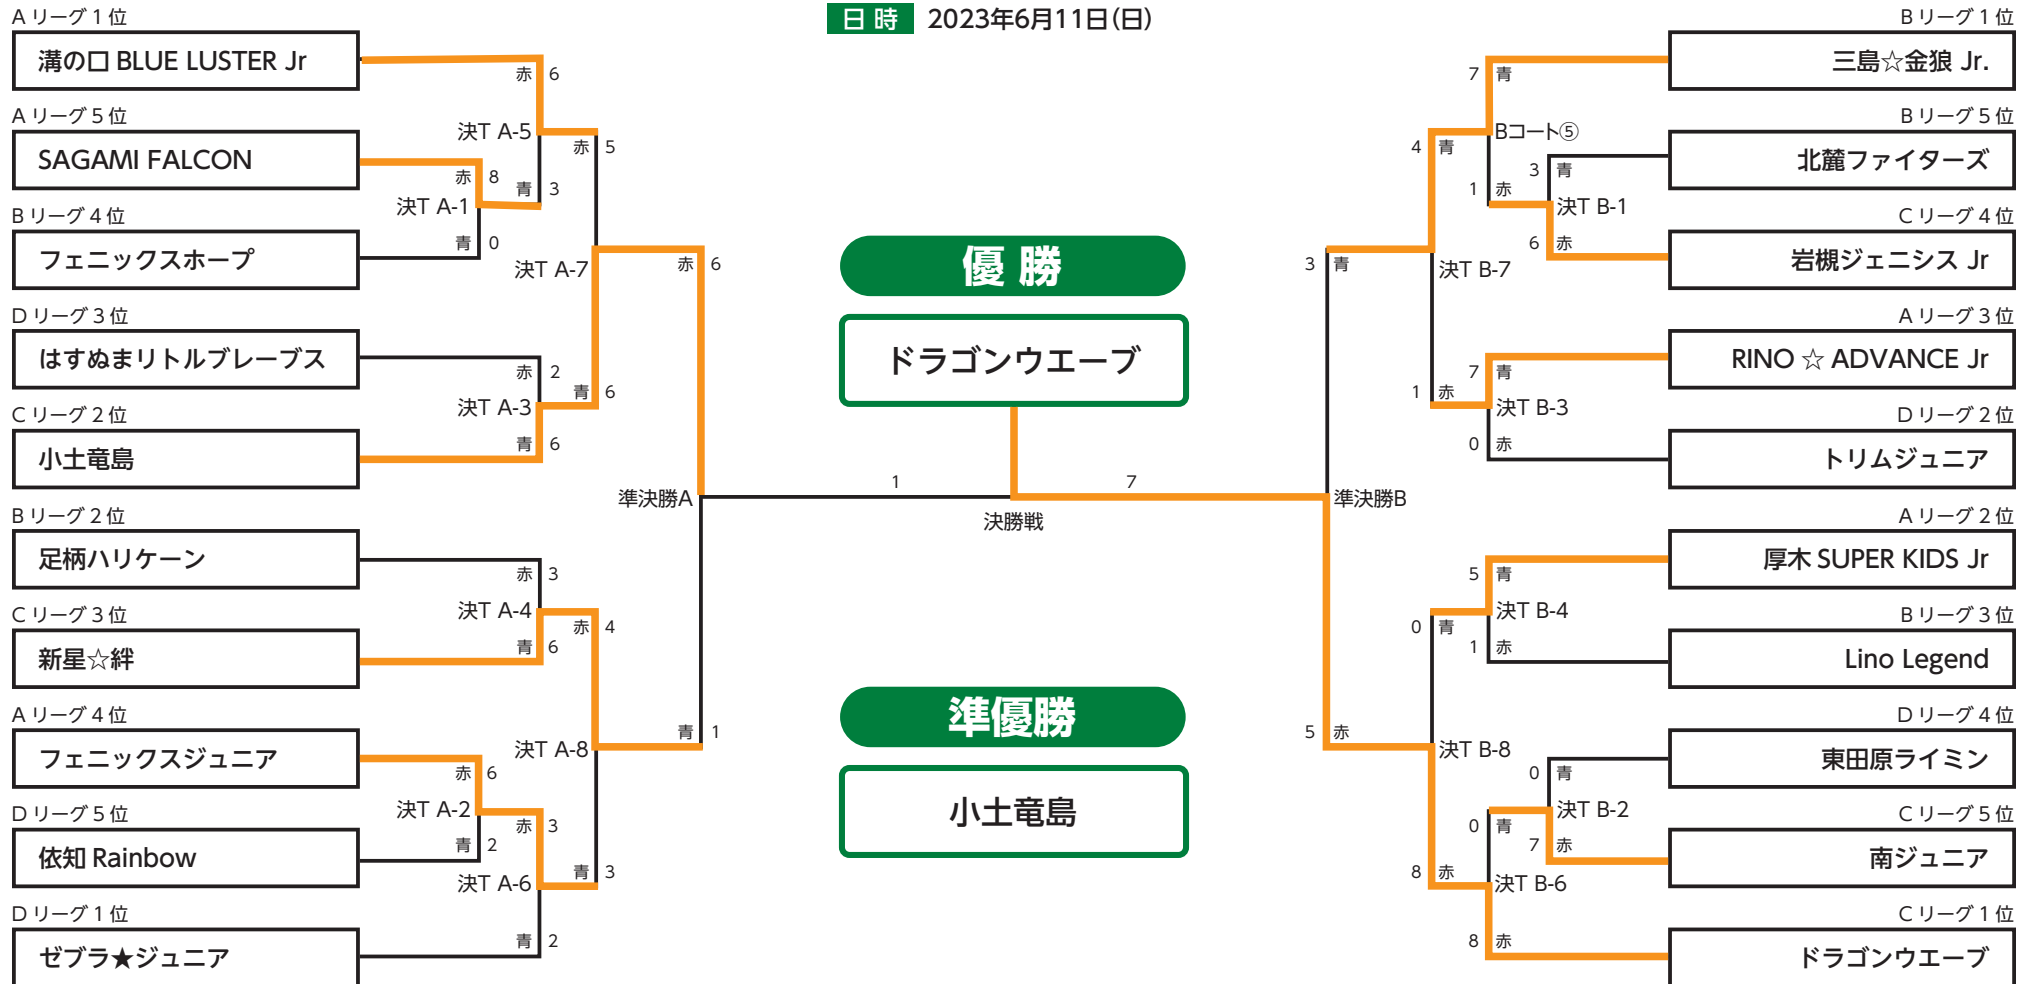 日 時 2023年6月11日(日)
Aリーグ1位
溝の口 BLUE LUSTER Jr
Aリーグ5位
SAGAMI FALCON
Bリーグ4位
フェニックスホープ
Dリーグ3位
はすぬまリトルブレーブス
Cリーグ2位
小土竜島
Bリーグ2位
足柄ハリケーン
Cリーグ3位
新星☆絆
Aリーグ4位
フェニックスジュニア
Dリーグ5位
依知 Rainbow
Dリーグ1位
ゼブラ★ジュニア
赤 6
決T A-5
青 3
赤 8
決T A-1
青 0
赤 5
決T A-7
青 6
赤 2
決T A-3
青 6
赤 3
決T A-4
青 6
赤 4
決T A-8
青 3
赤 6
決T A-2
青 2
赤 3
決T A-6
青 2
赤 6
準決勝A
青 1
優 勝
ドラゴンウエーブ
1
7
決勝戦
準優勝
小土竜島
3 青
準決勝B
5 赤
4 青
決T B-7
1 赤
7 青
Bコート⑤
1 赤
3 青
決T B-1
6 赤
7 青
決T B-3
0 赤
5 青
決T B-4
1 赤
0 青
決T B-8
8 赤
0 青
決T B-2
7 赤
0 青
決T B-6
8 赤
Bリーグ1位
三島☆金狼 Jr.
Bリーグ5位
北麓ファイターズ
Cリーグ4位
岩槻ジェニシス Jr
Aリーグ3位
RINO ☆ ADVANCE Jr
Dリーグ2位
トリムジュニア
Aリーグ2位
厚木 SUPER KIDS Jr
Bリーグ3位
Lino Legend
Dリーグ4位
東田原ライミン
Cリーグ5位
南ジュニア
Cリーグ1位
ドラゴンウエーブ